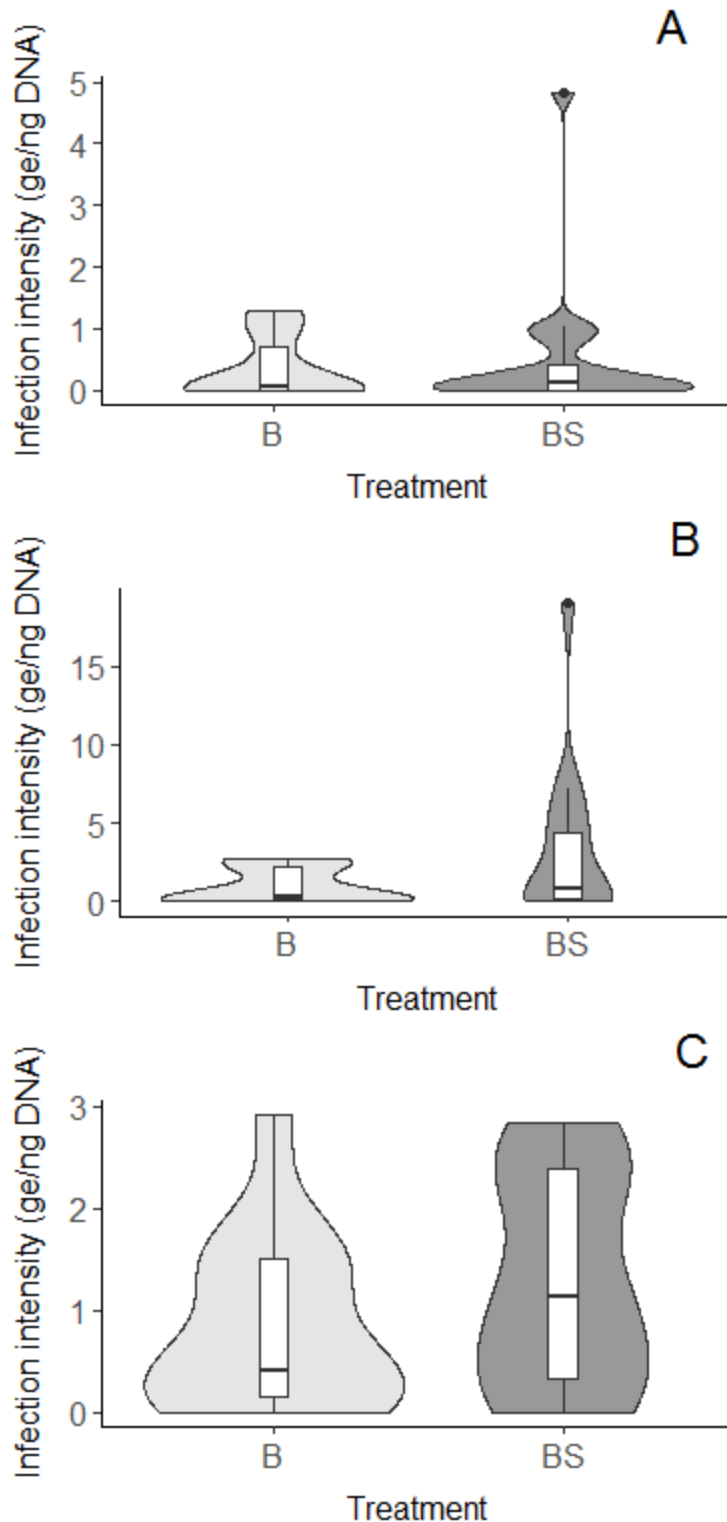 A
Infection intensity (ge/ng DNA)
5
4
3
2
1
0
B BS
Treatment
B
Infection intensity (ge/ng DNA)
15
10
5
0
B BS
Treatment
C
Infection intensity (ge/ng DNA)
3
2
1
0
B BS
Treatment